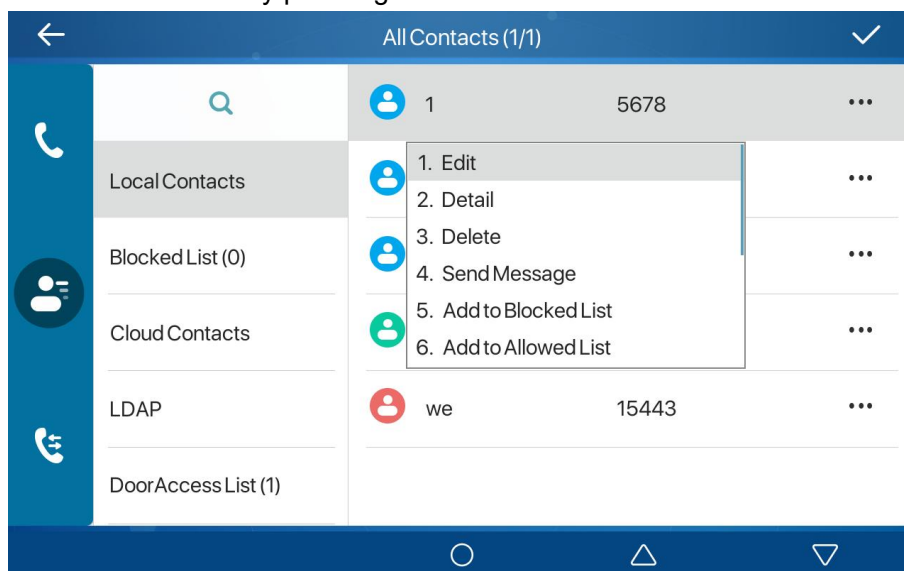 All Contacts (1/1)
1 5678
Local Contacts
1. Edit
2. Detail
3. Delete
Blocked List (0)
4. Send Message
5. Add to Blocked List
Cloud Contacts
6. Add to Allowed List
LDAP
we 15443
DoorAccess List (1)